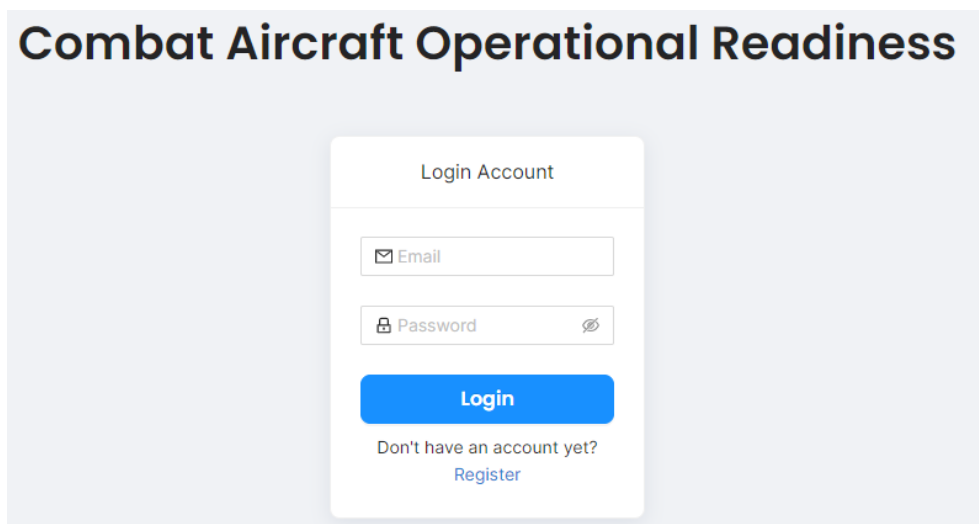 Combat Aircraft Operational Readiness
Login Account
Email
Password
Login
Don't have an account yet?
Register